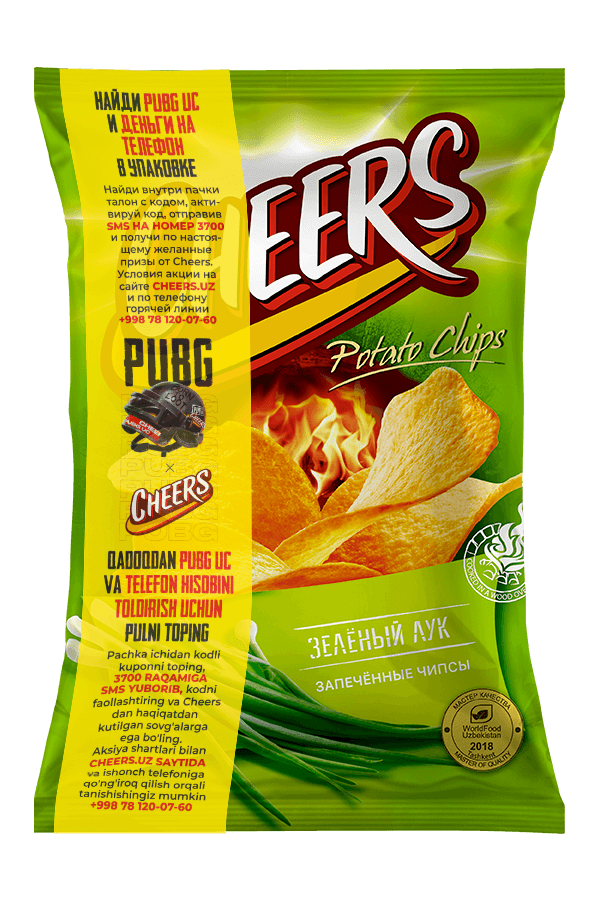 НАЙДИ PUBG UC
И ДЕНЬГИ НА
ТЕЛЕФОН
В УПАКОВКЕ
Найди внутри пачки
талон с кодом, акти-
вируй код, отправив
SMS НА НОМЕР 3700
и получи по настоя-
щему желанные
призы от Cheers.
Условия акции на
сайте CHEERS.UZ
и по телефону
горячей линии
+998 78 120-07-60
PUBG
×
CHEERS
QADOQDAN PUBG UC
VA TELEFON HISOBINI
TOLDIRISH UCHUN
PULNI TOPING
Pachka ichidan kodli
kuponni toping,
3700 RAQAMIGA
SMS YUBORIB, kodni
faollashtiring va Cheers
dan haqiqatdan
kutilgan sovg'alarga
ega bo'ling.
Aksiya shartlari bilan
CHEERS.UZ SAYTIDA
va ishonch telefoniga
qo'ng'iroq qilish orqali
tanishishingiz mumkin
+998 78 120-07-60
CHEERS
Potato Chips
COOKED IN A WOOD OVEN
ЗЕЛЁНЫЙ ЛУК
ЗАПЕЧЁННЫЕ ЧИПСЫ
МАСТЕР КАЧЕСТВА
WorldFood
Uzbekistan
2018
Tashkent
MASTER OF QUALITY